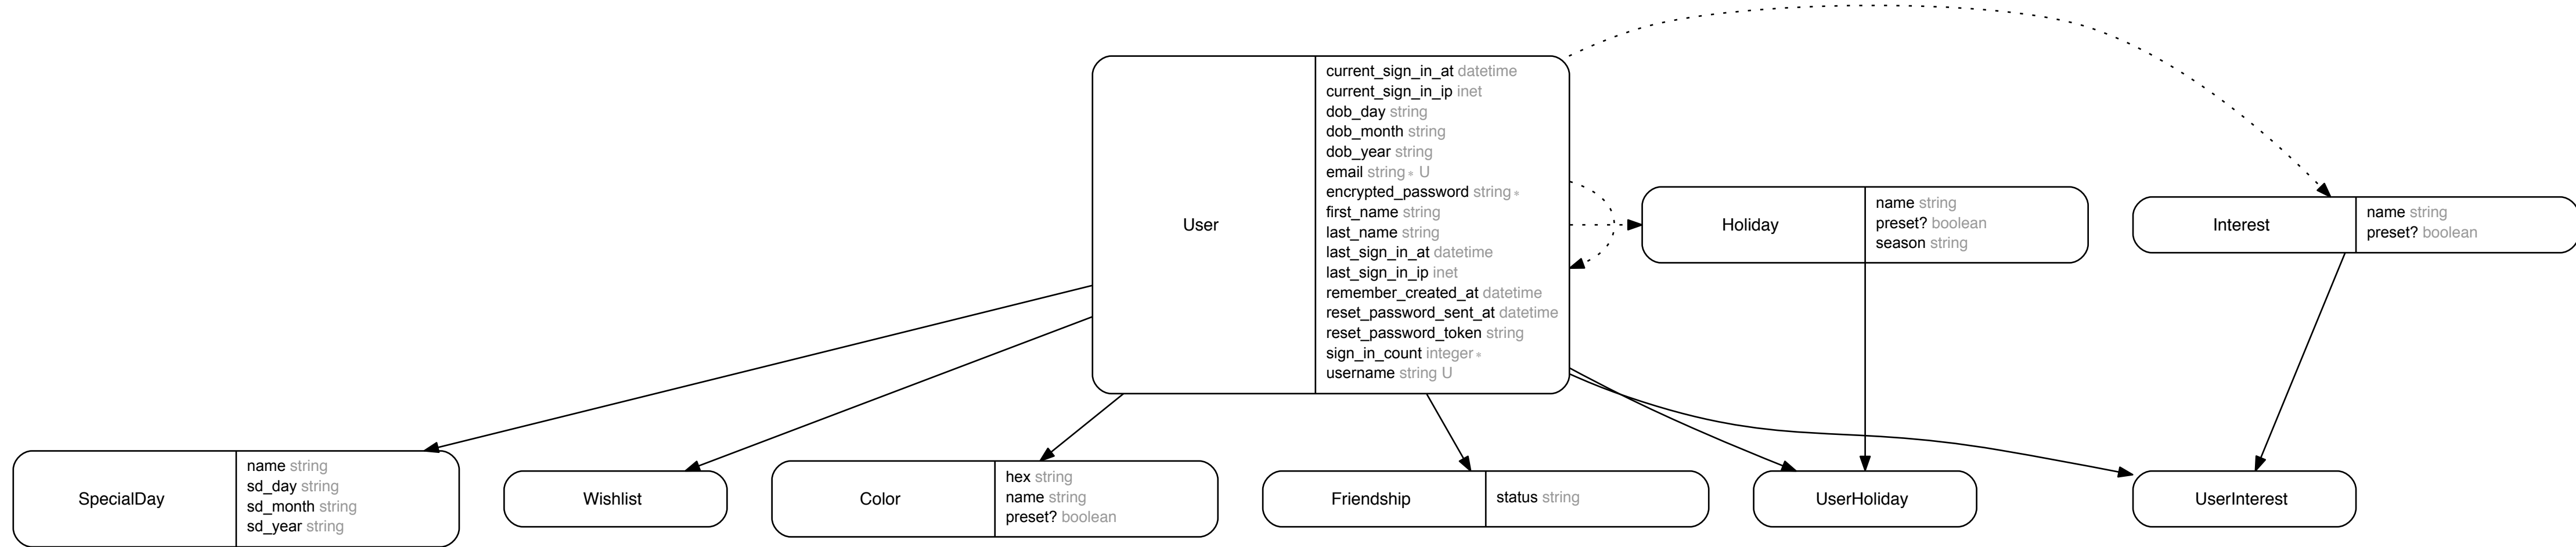 User
current_sign_in_at datetime
current_sign_in_ip inet
dob_day string
dob_month string
dob_year string
email string * U
encrypted_password string *
first_name string
last_name string
last_sign_in_at datetime
last_sign_in_ip inet
remember_created_at datetime
reset_password_sent_at datetime
reset_password_token string
sign_in_count integer *
username string U
Holiday
name string
preset? boolean
season string
Interest
name string
preset? boolean
SpecialDay
name string
sd_day string
sd_month string
sd_year string
Wishlist
Color
hex string
name string
preset? boolean
Friendship
status string
UserHoliday
UserInterest